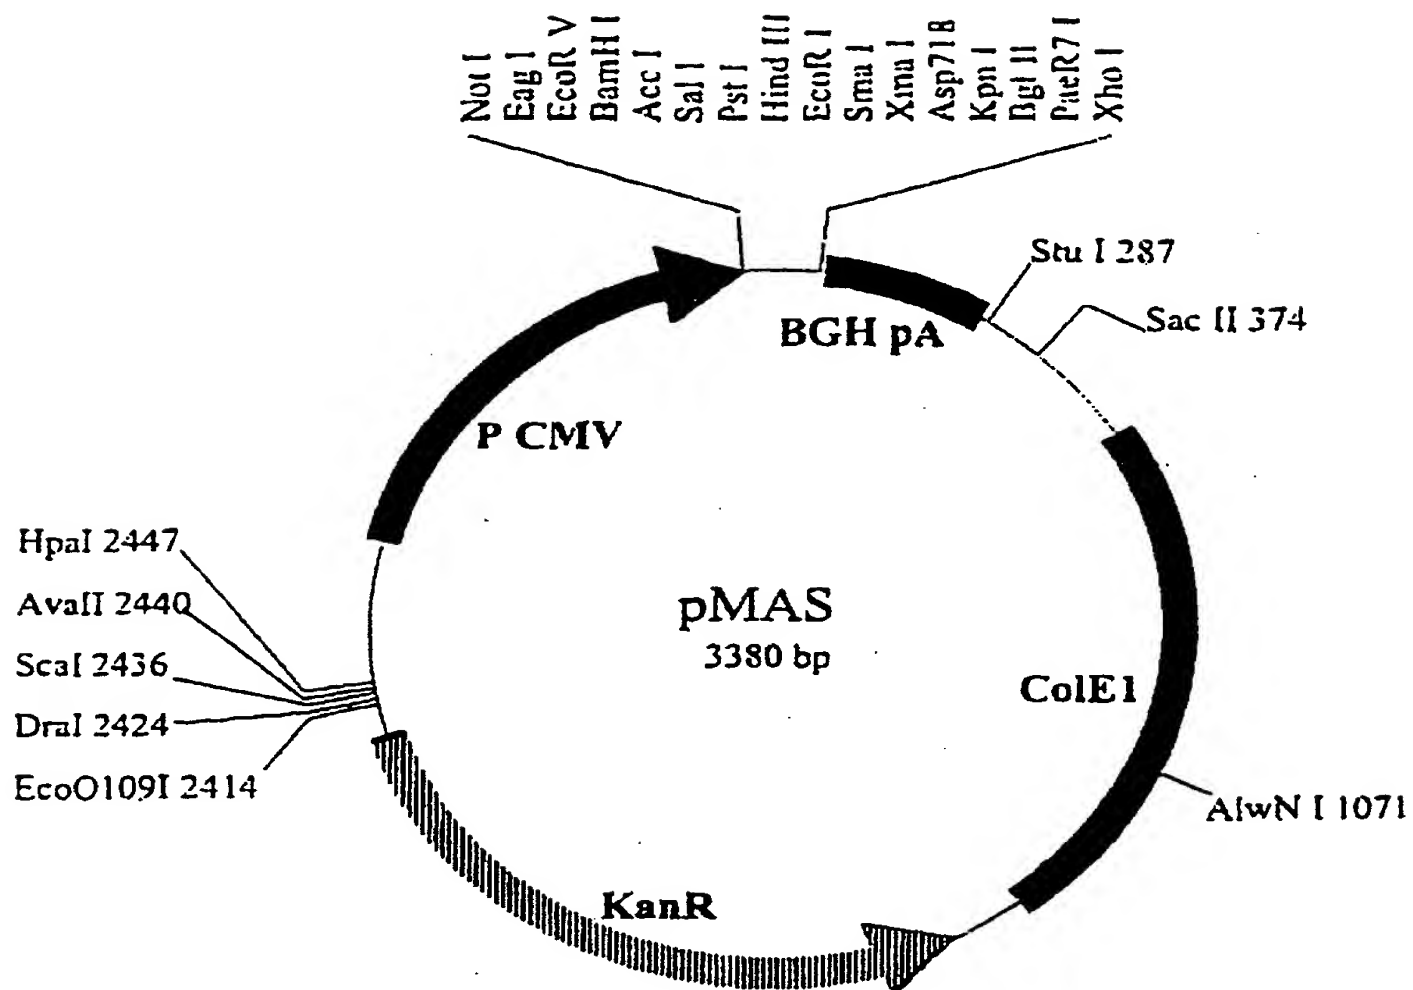 Not I
Eag I
EcoR V
BamH I
Acc I
Sal I
Pst I
Hind III
EcoR I
Sma I
Xma I
Asp718
Kpn I
Bgl II
PaeR7 I
Xho I
Stu I 287
Sac II 374
BGH pA
P CMV
HpaI 2447
AvaII 2440
ScaI 2436
DraI 2424
EcoO109I 2414
pMAS
3380 bp
ColE1
AlwN I 1071
KanR